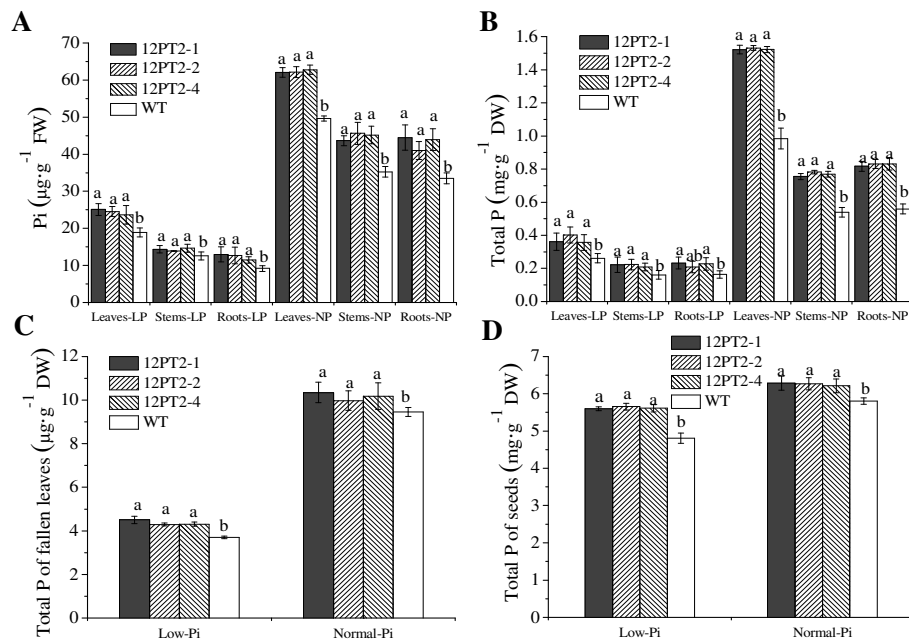 A
Pi (μg·g⁻¹ FW)
70
60
50
40
30
20
10
0
12PT2-1
12PT2-2
12PT2-4
WT
a a a b
a a a b
a a a b
a a a b
a a a b
a a a b
Leaves-LP Stems-LP Roots-LP Leaves-NP Stems-NP Roots-NP
B
Total P (mg·g⁻¹ DW)
1.6
1.4
1.2
1.0
0.8
0.6
0.4
0.2
0.0
12PT2-1
12PT2-2
12PT2-4
WT
a a a b
a a a b
a ab a b
a a a b
a a a b
a a a b
Leaves-LP Stems-LP Roots-LP Leaves-NP Stems-NP Roots-NP
C
Total P of fallen leaves (μg·g⁻¹ DW)
12
10
8
6
4
2
0
12PT2-1
12PT2-2
12PT2-4
WT
a a a b
a a a b
Low-Pi Normal-Pi
D
Total P of seeds (mg·g⁻¹ DW)
7
6
5
4
3
2
1
0
12PT2-1
12PT2-2
12PT2-4
WT
a a a b
a a a b
Low-Pi Normal-Pi